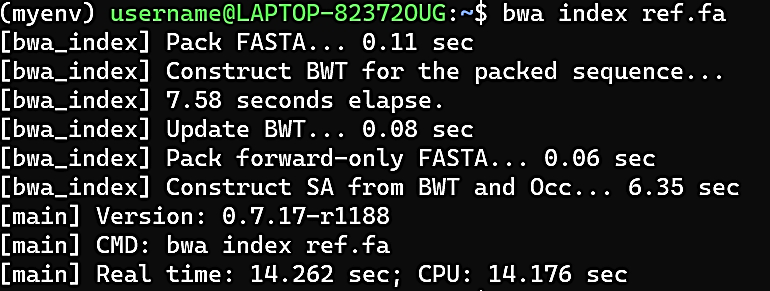 (myenv) username@LAPTOP-82372OUG:~$ bwa index ref.fa
[bwa_index] Pack FASTA... 0.11 sec
[bwa_index] Construct BWT for the packed sequence...
[bwa_index] 7.58 seconds elapse.
[bwa_index] Update BWT... 0.08 sec
[bwa_index] Pack forward-only FASTA... 0.06 sec
[bwa_index] Construct SA from BWT and Occ... 6.35 sec
[main] Version: 0.7.17-r1188
[main] CMD: bwa index ref.fa
[main] Real time: 14.262 sec; CPU: 14.176 sec